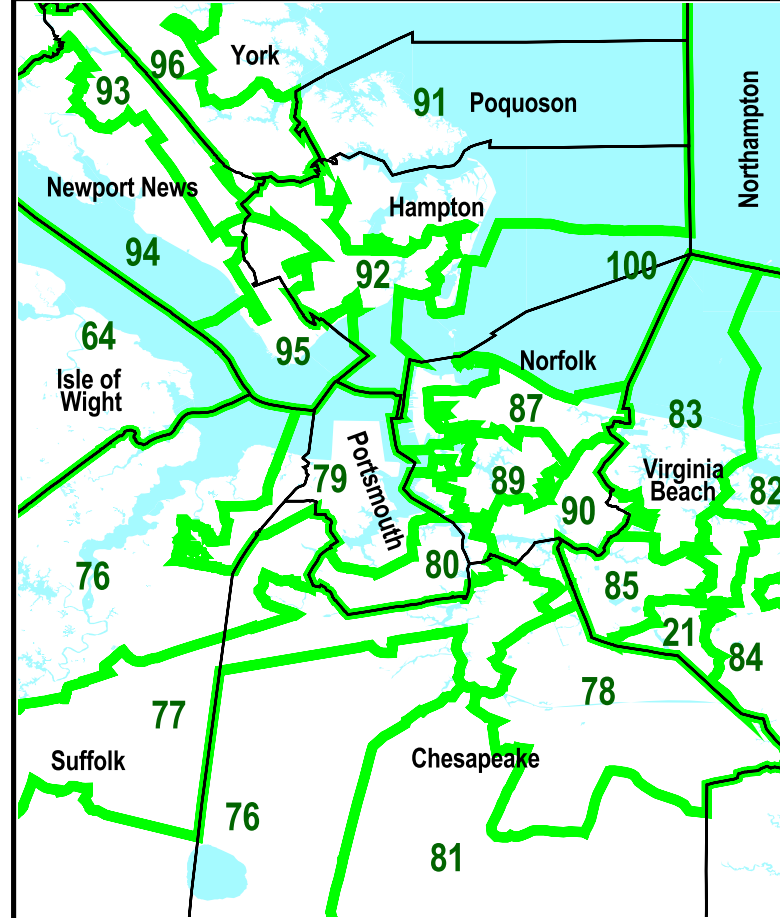 York
96
93
91
Poquoson
Northampton
Newport News
Hampton
94
92
100
64
95
Norfolk
Isle of
Wight
87
83
Virginia
Beach
Portsmouth
79
89
82
90
80
76
85
21
84
78
77
Suffolk
Chesapeake
76
81